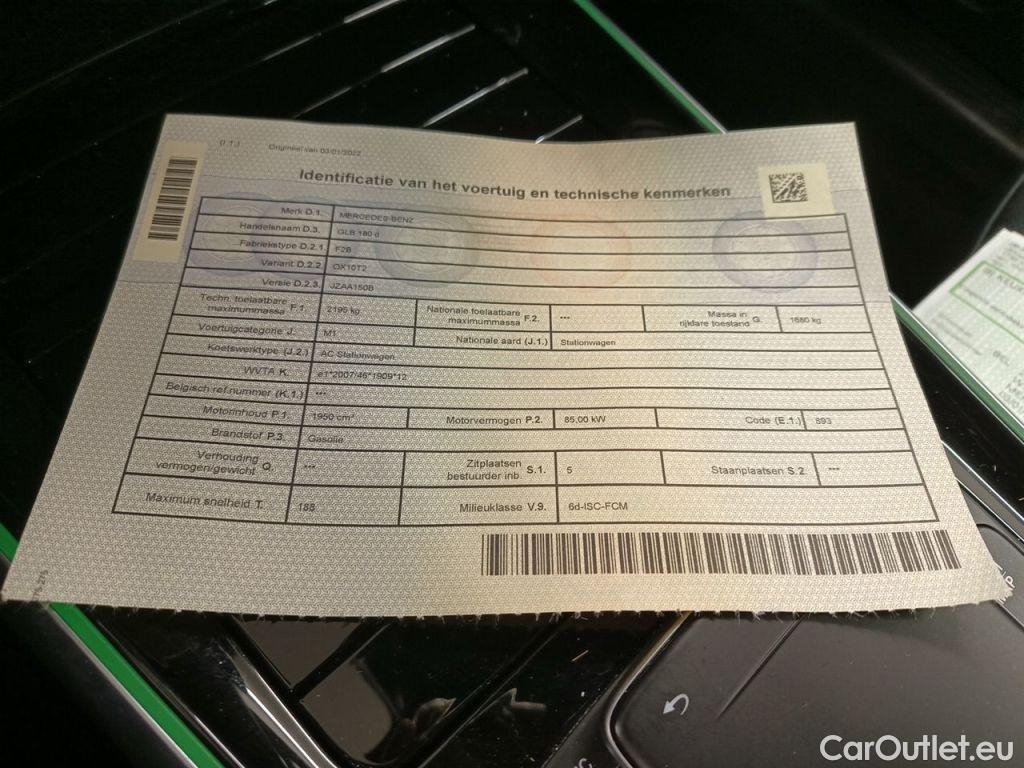 (I.1.) Origineel van 03/01/2022
Identificatie van het voertuig en technische kenmerken
Merk D.1. MERCEDES-BENZ
Handelsnaam D.3. GLB 180 d
Fabriekstype D.2.1. F2B
Variant D.2.2. OX10T2
Versie D.2.3. JZAA150B
Techn. toelaatbare maximummassa F.1. 2195 kg Nationale toelaatbare maximummassa F.2. --- Massa in rijklare toestand G. 1680 kg
Voertuigcategorie J. M1 Nationale aard (J.1.) Stationwagen
Koetswerktype (J.2.) AC Stationwagen
WVTA K. e1*2007/46*1909*12
Belgisch ref.nummer (K.1.) ---
Motorinhoud P.1. 1950 cm³ Motorvermogen P.2. 85,00 kW Code (E.1.) 893
Brandstof P.3. Gasolie
Verhouding vermogen/gewicht Q. --- Zitplaatsen bestuurder inb. S.1. 5 Staanplaatsen S.2. ---
Maximum snelheid T. 188 Milieuklasse V.9. 6d-ISC-FCM
CarOutlet.eu